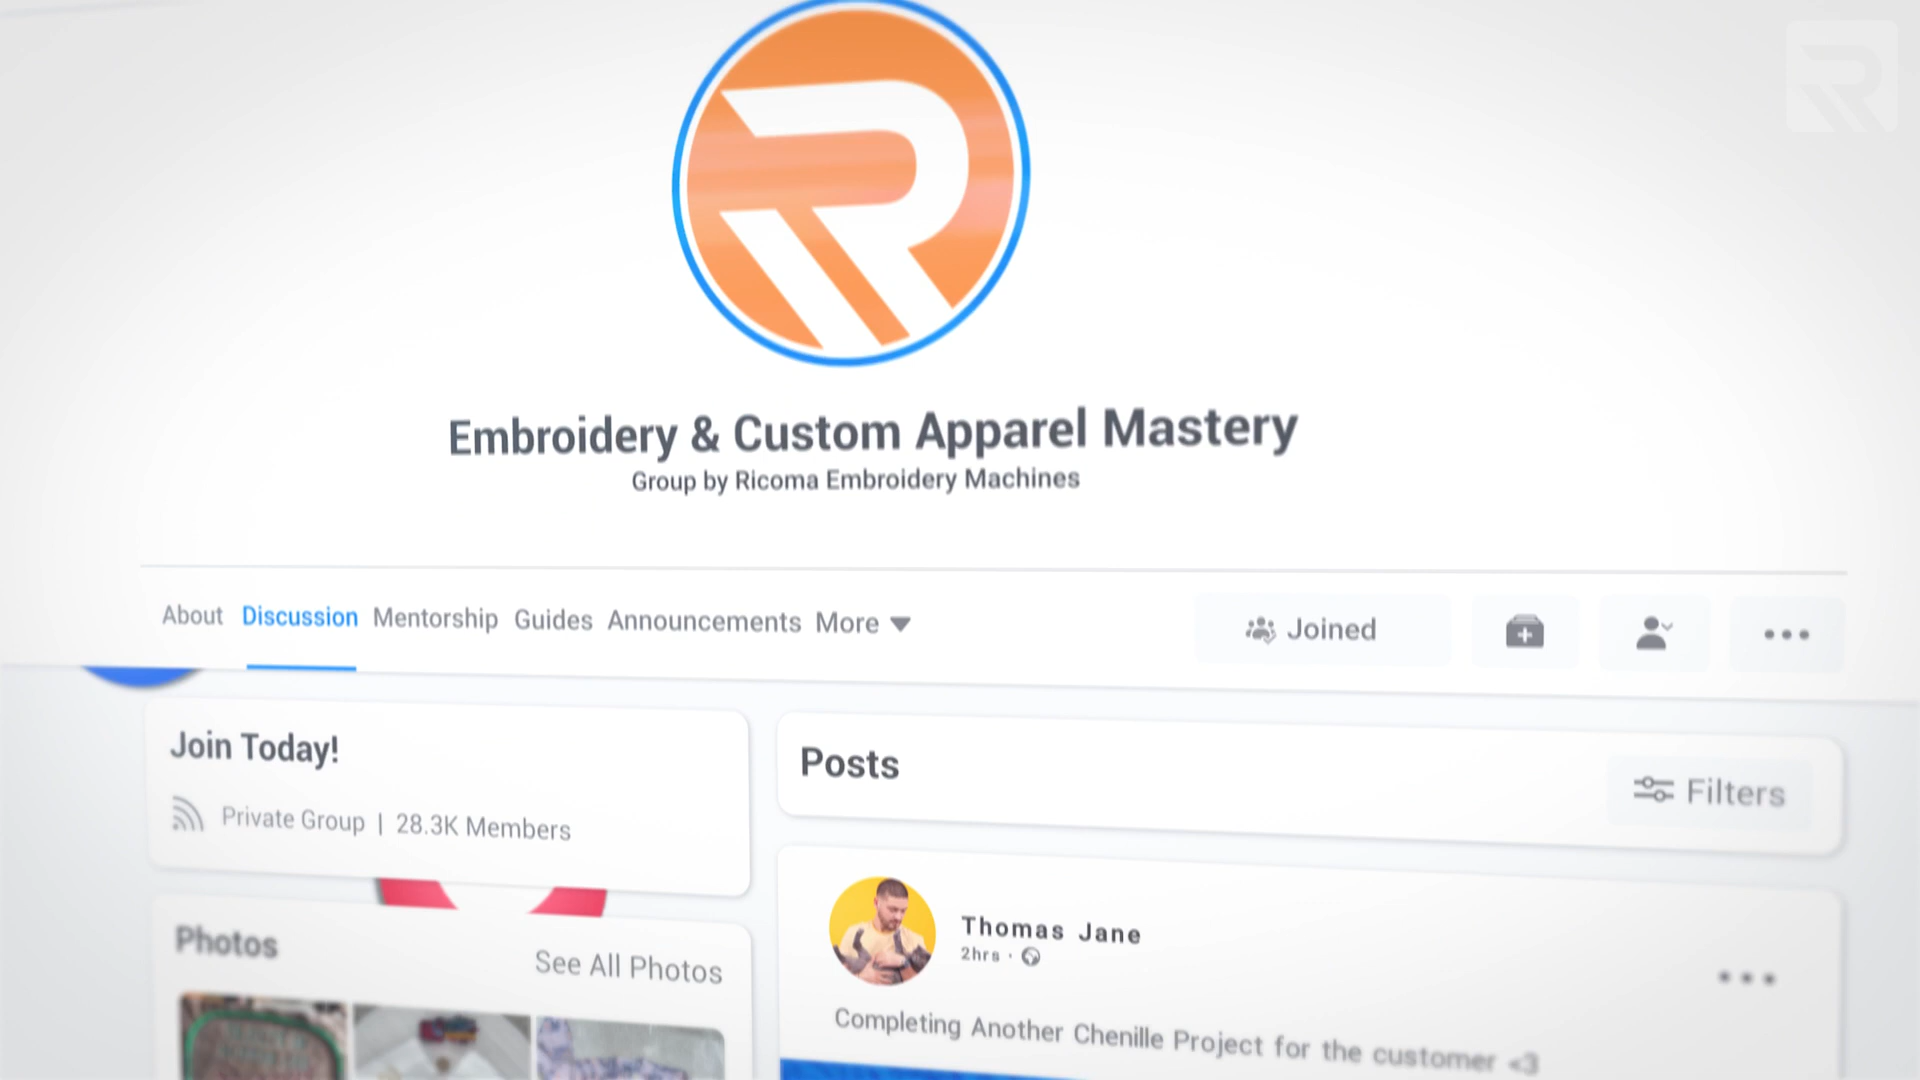 Embroidery & Custom Apparel Mastery
Group by Ricoma Embroidery Machines
About Discussion Mentorship Guides Announcements More
Joined
Join Today!
Private Group | 28.3K Members
Photos
See All Photos
Posts
Filters
Thomas Jane
2hrs ·
Completing Another Chenille Project for the customer <3